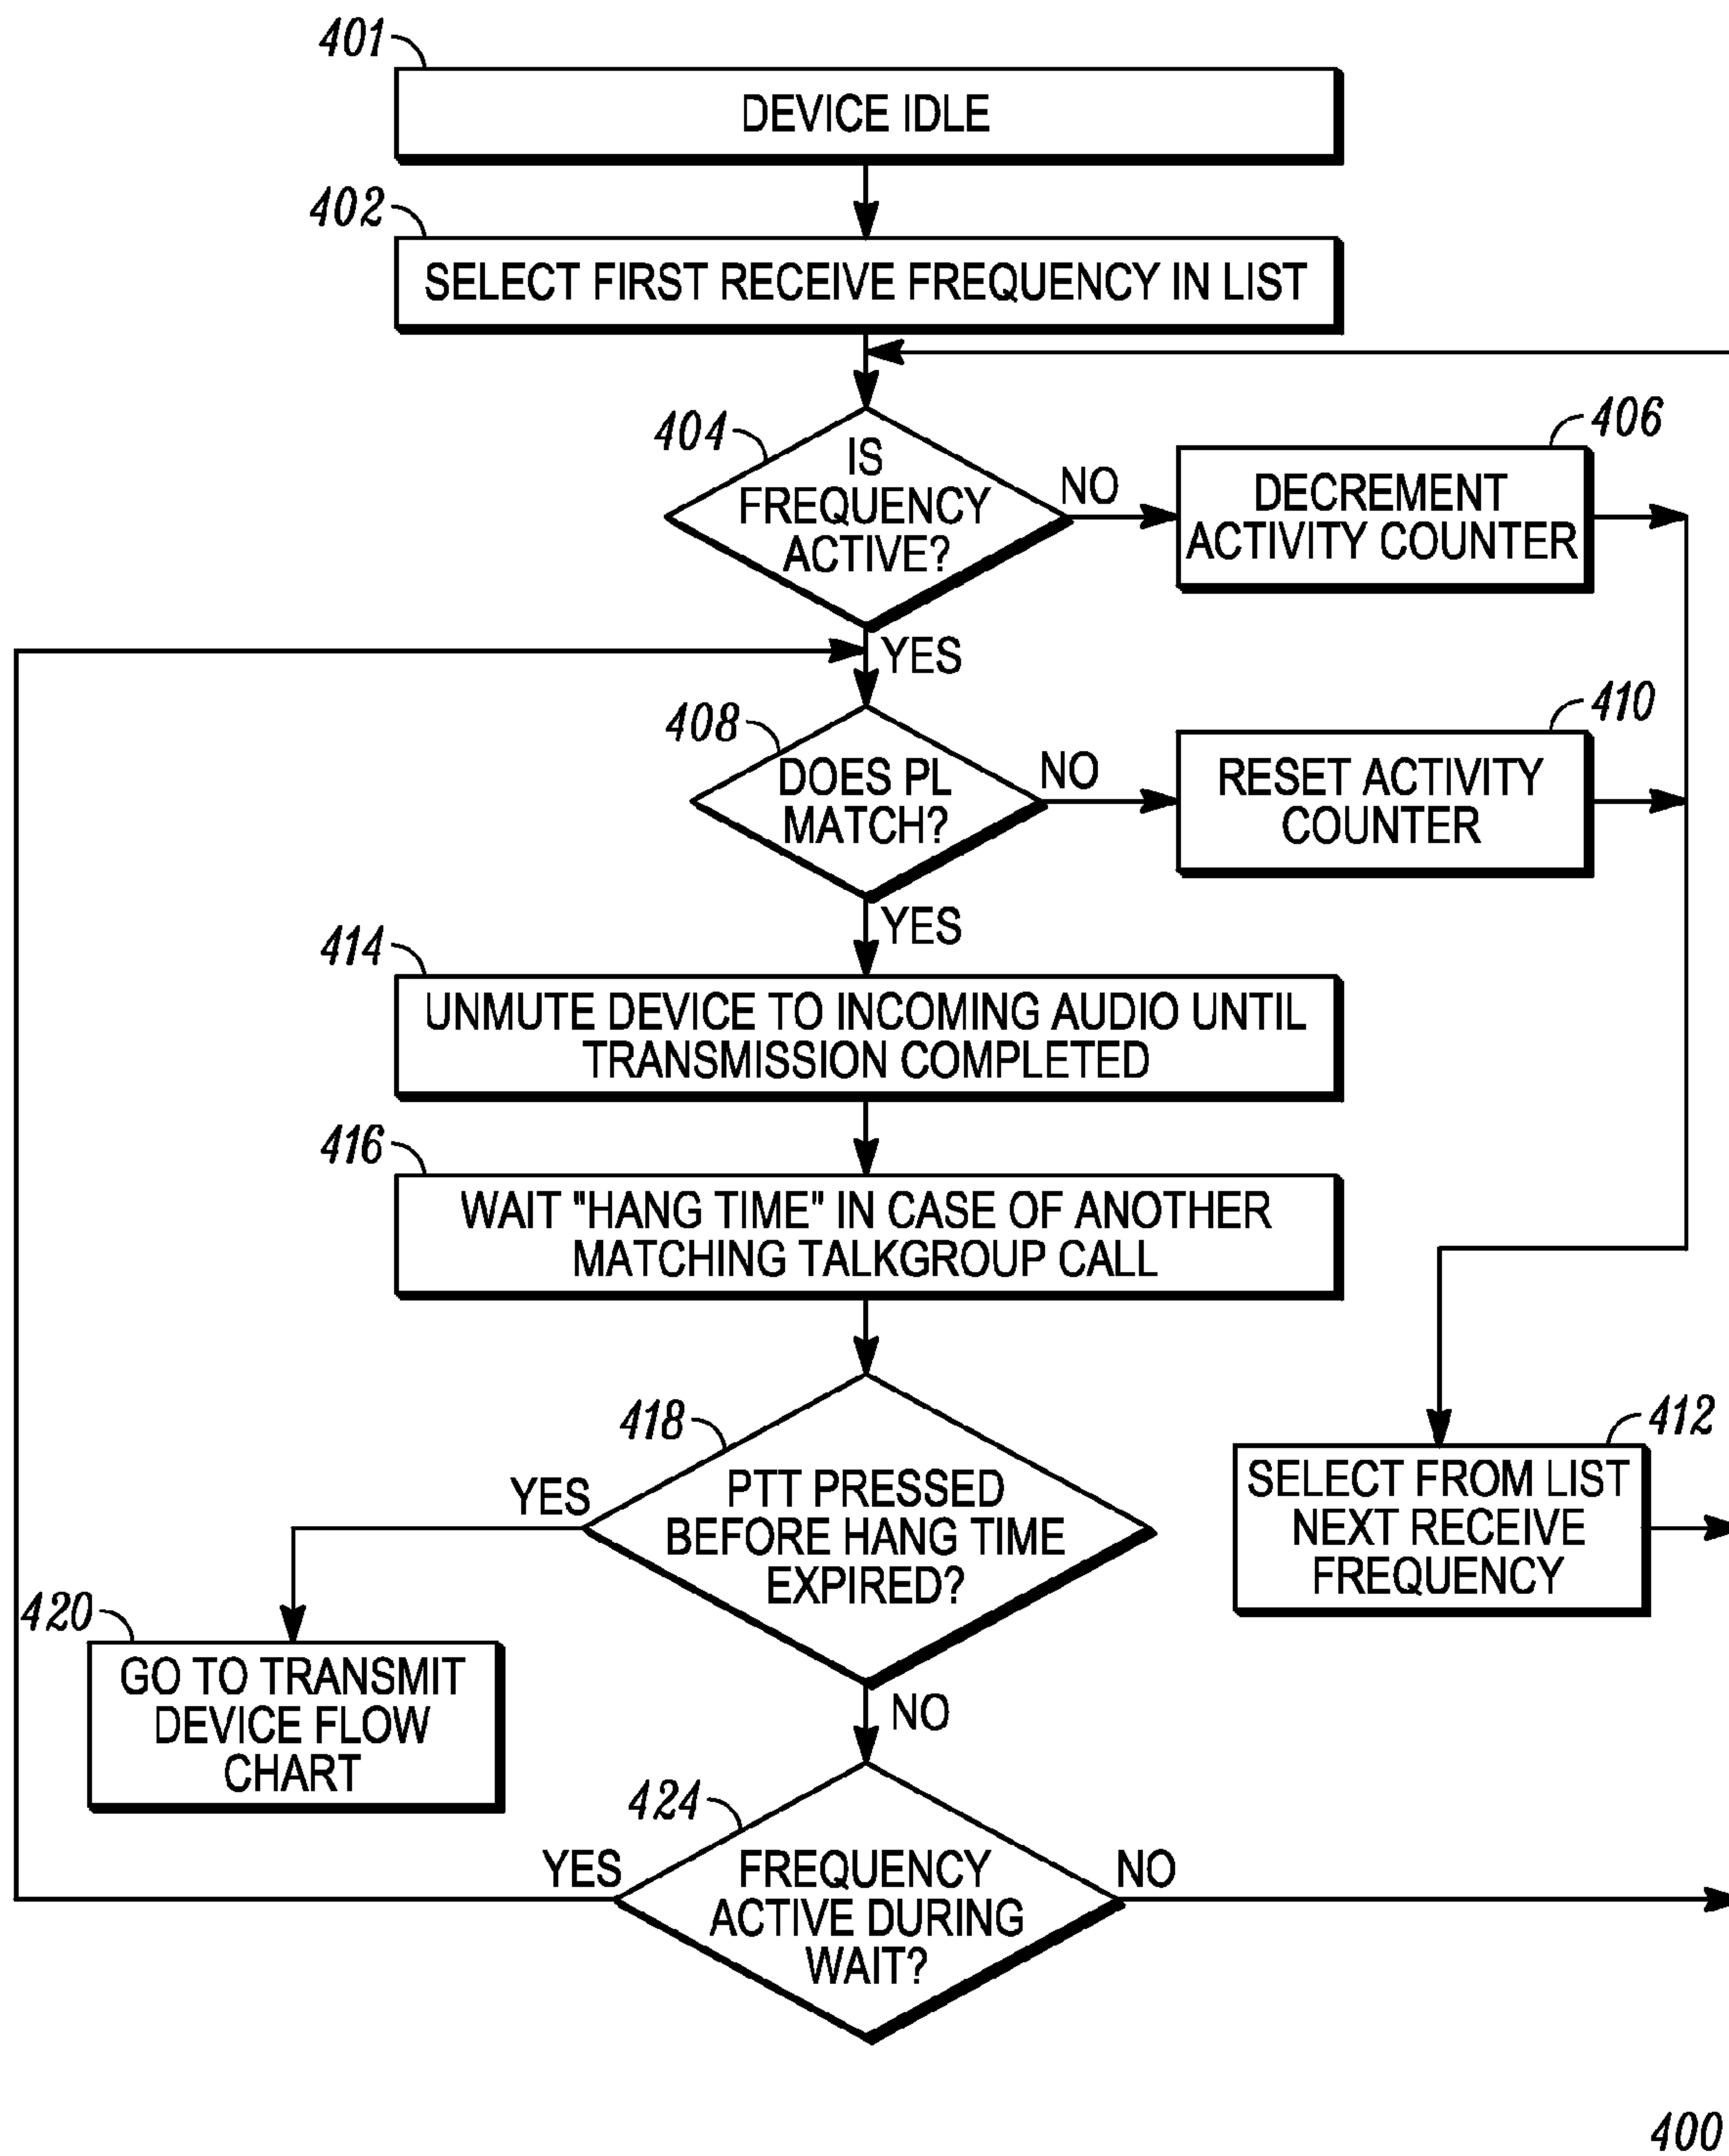 401
DEVICE IDLE
402
SELECT FIRST RECEIVE FREQUENCY IN LIST
404
IS
FREQUENCY
ACTIVE?
NO
406
DECREMENT
ACTIVITY COUNTER
YES
408
DOES PL
MATCH?
NO
410
RESET ACTIVITY
COUNTER
YES
414
UNMUTE DEVICE TO INCOMING AUDIO UNTIL
TRANSMISSION COMPLETED
416
WAIT "HANG TIME" IN CASE OF ANOTHER
MATCHING TALKGROUP CALL
418
PTT PRESSED
BEFORE HANG TIME
EXPIRED?
YES
412
SELECT FROM LIST
NEXT RECEIVE
FREQUENCY
420
GO TO TRANSMIT
DEVICE FLOW
CHART
NO
424
FREQUENCY
ACTIVE DURING
WAIT?
YES
NO
400